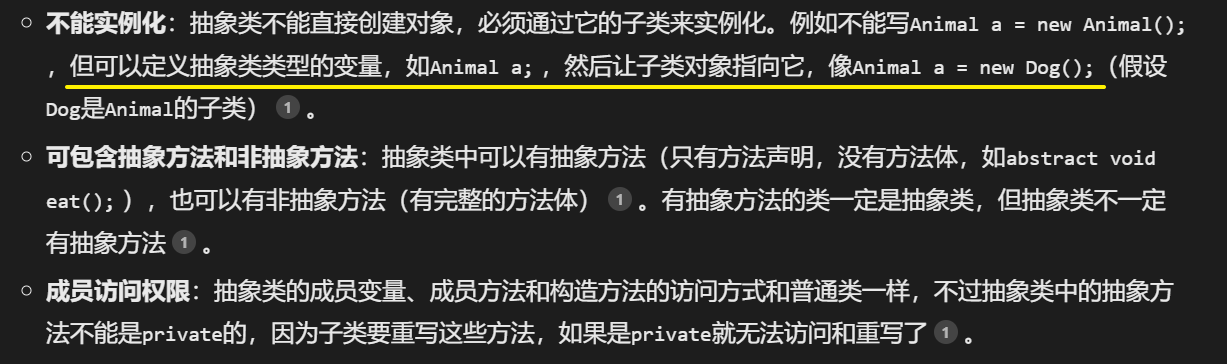 不能实例化：抽象类不能直接创建对象，必须通过它的子类来实例化。例如不能写Animal a = new Animal();
，但可以定义抽象类类型的变量，如Animal a; ，然后让子类对象指向它，像Animal a = new Dog();（假设
Dog是Animal的子类） 1 。
可包含抽象方法和非抽象方法：抽象类中可以有抽象方法（只有方法声明，没有方法体，如abstract void
eat(); ），也可以有非抽象方法（有完整的方法体） 1 。有抽象方法的类一定是抽象类，但抽象类不一定
有抽象方法 1 。
成员访问权限：抽象类的成员变量、成员方法和构造方法的访问方式和普通类一样，不过抽象类中的抽象方
法不能是private的，因为子类要重写这些方法，如果是private就无法访问和重写了 1 。